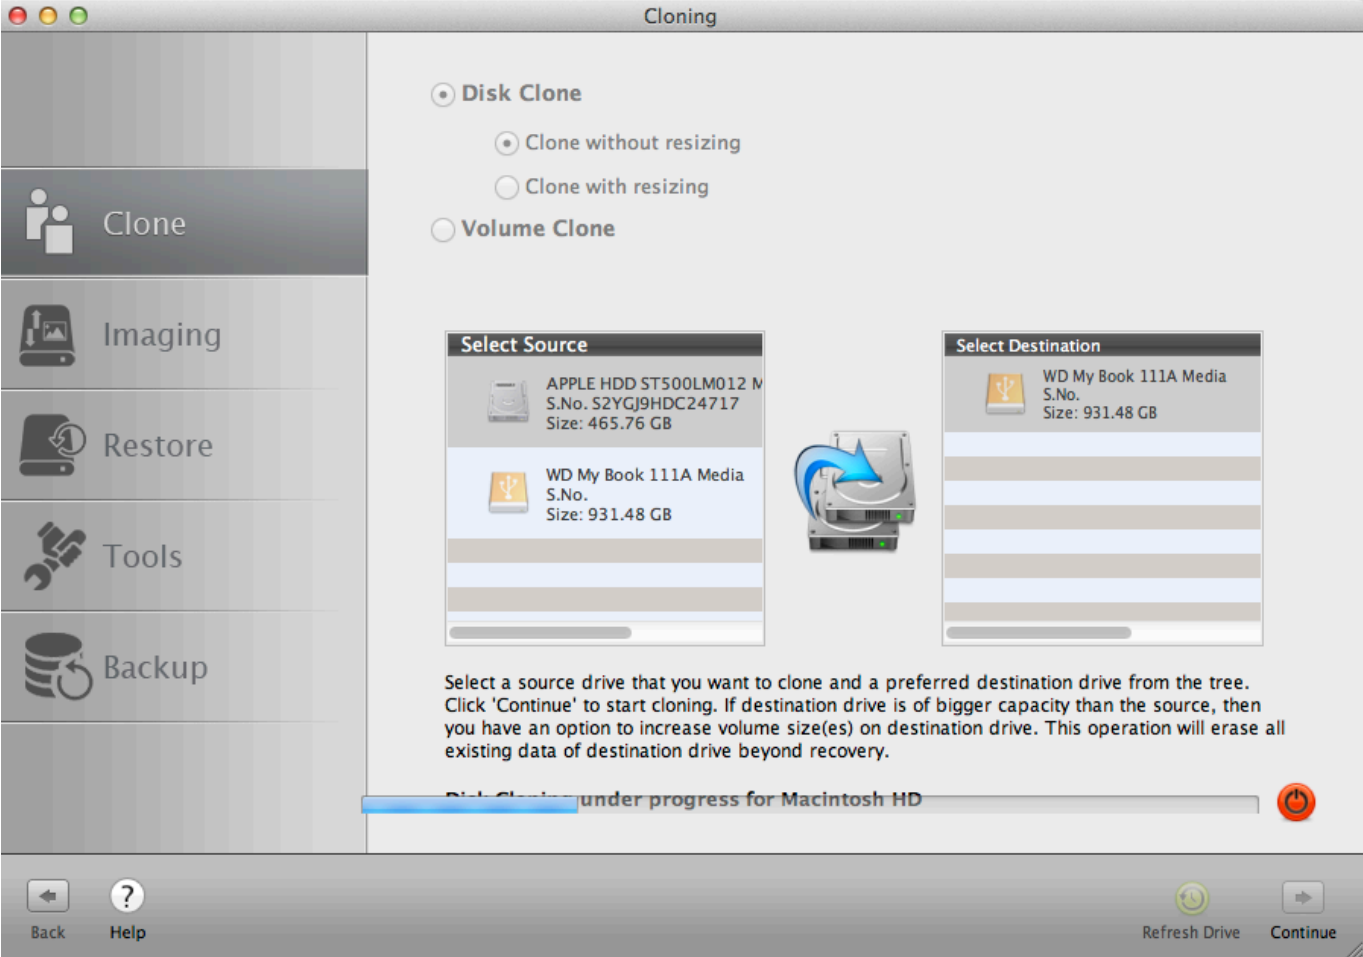 Cloning
Disk Clone
Clone without resizing
Clone with resizing
Volume Clone
Clone
Imaging
Restore
Tools
Backup
Select Source
APPLE HDD ST500LM012 M
S.No. S2YGJ9HDC24717
Size: 465.76 GB
WD My Book 111A Media
S.No.
Size: 931.48 GB
Select Destination
WD My Book 111A Media
S.No.
Size: 931.48 GB
Select a source drive that you want to clone and a preferred destination drive from the tree.
Click 'Continue' to start cloning. If destination drive is of bigger capacity than the source, then
you have an option to increase volume size(es) on destination drive. This operation will erase all
existing data of destination drive beyond recovery.
Disk Cloning under progress for Macintosh HD
?
Back
Help
Refresh Drive
Continue